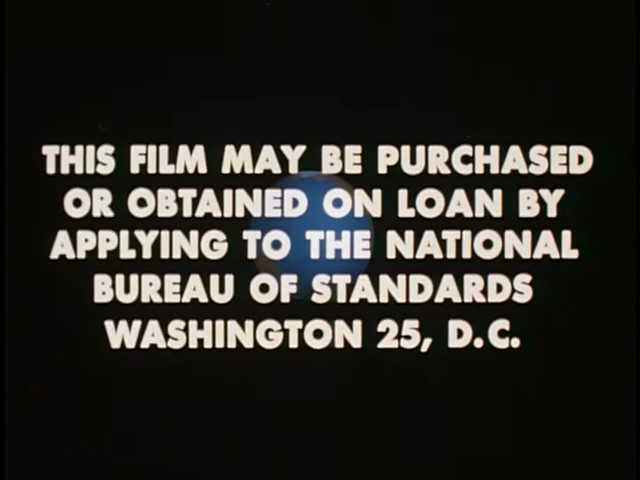 THIS FILM MAY BE PURCHASED
OR OBTAINED ON LOAN BY
APPLYING TO THE NATIONAL
BUREAU OF STANDARDS
WASHINGTON 25, D.C.